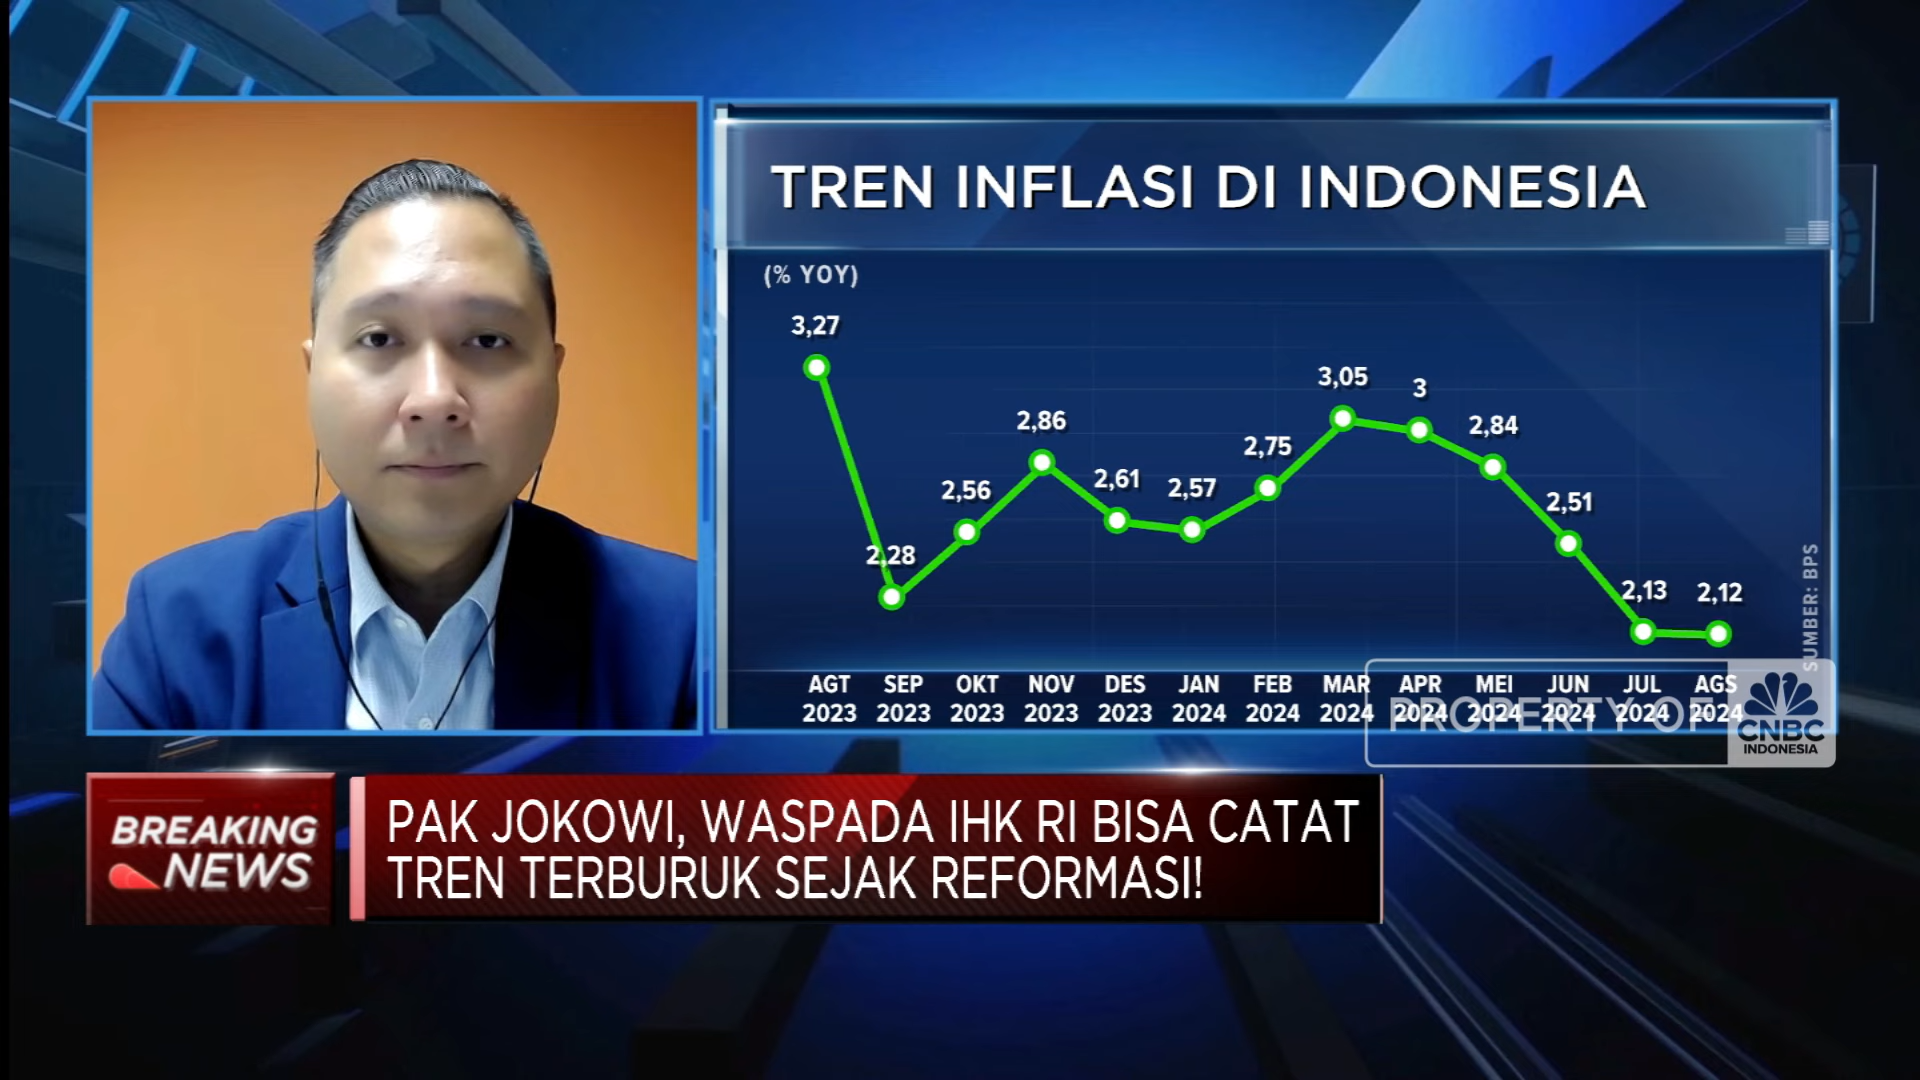 TREN INFLASI DI INDONESIA
(% YOY)
3,27
2,28
2,56
2,86
2,61
2,57
2,75
3,05
3
2,84
2,51
2,13
2,12
SUMBER: BPS
AGT SEP OKT NOV DES JAN FEB MAR APR MEI JUN JUL AGS
2023 2023 2023 2023 2023 2024 2024 2024 2024 2024 2024 2024 2024
PROPERTY OF
CNBC
INDONESIA
BREAKING
NEWS
PAK JOKOWI, WASPADA IHK RI BISA CATAT
TREN TERBURUK SEJAK REFORMASI!